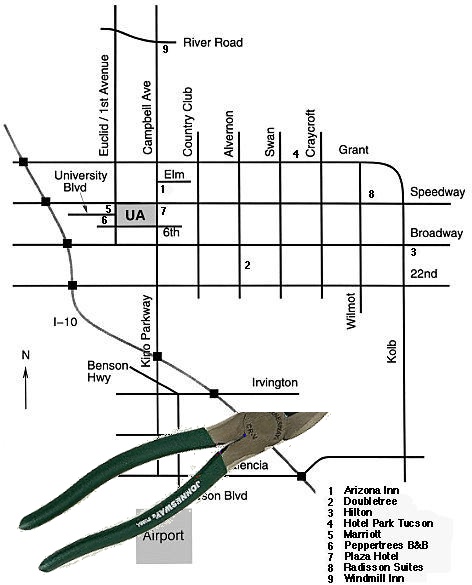 River Road
9
Euclid / 1st Avenue
Campbell Ave
Country Club
Alvernon
Swan
Craycroft
4
Grant
University
Blvd
Elm
1
8
Speedway
5
UA
7
6
6th
Broadway
3
2
22nd
I-10
Kino Parkway
Wilmot
Kolb
N
Benson
Hwy
Irvington
CR-V
lencia
JONNESWAY
son Blvd
Airport
1 Arizona Inn
2 Doubletree
3 Hilton
4 Hotel Park Tucson
5 Marriott
6 Peppertrees B&B
7 Plaza Hotel
8 Radisson Suites
9 Windmill Inn